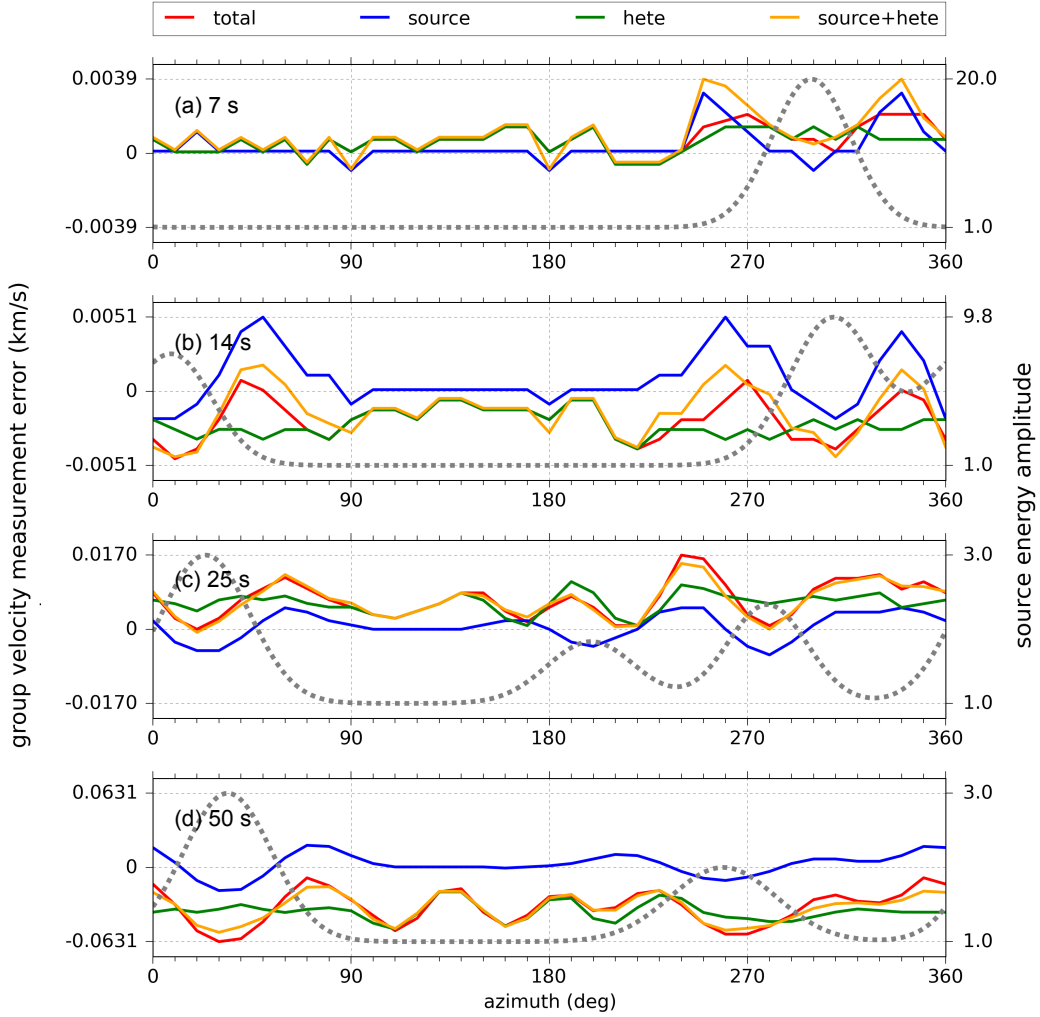 total source hete source+hete
0.0039 20.0
(a) 7 s
0
-0.0039 1.0
0 90 180 270 360
0.0051 9.8
(b) 14 s
0
-0.0051 1.0
0 90 180 270 360
0.0170 3.0
(c) 25 s
0
-0.0170 1.0
0 90 180 270 360
0.0631 3.0
(d) 50 s
0
-0.0631 1.0
0 90 180 270 360
azimuth (deg)
group velocity measurement error (km/s)
source energy amplitude